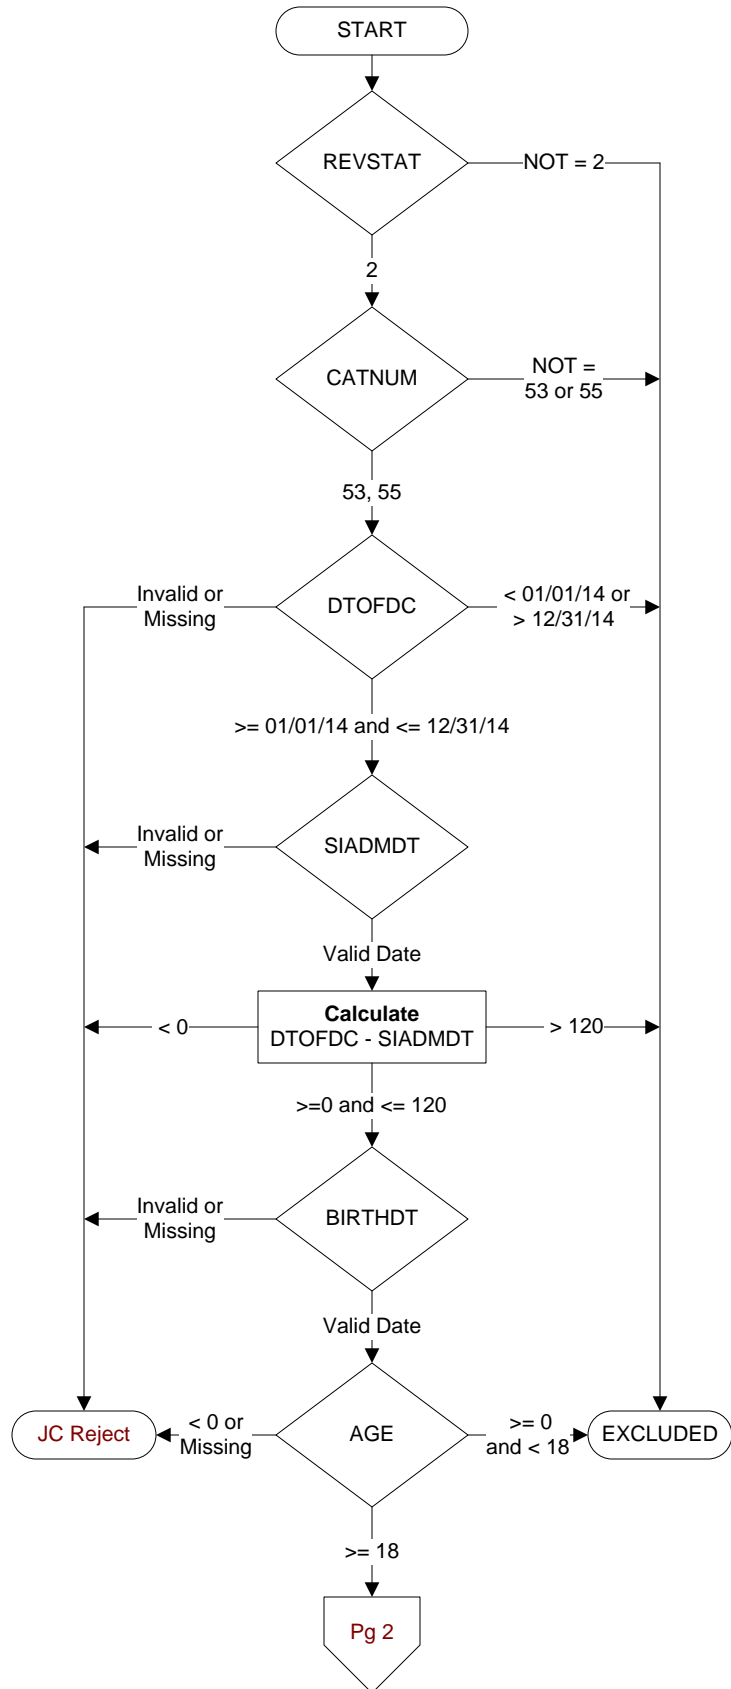 START
REVSTAT
NOT = 2
2
CATNUM
NOT =
53 or 55
53, 55
Invalid or
Missing
DTOFDC
< 01/01/14 or
> 12/31/14
>= 01/01/14 and <= 12/31/14
Invalid or
Missing
SIADMDT
Valid Date
< 0
Calculate
DTOFDC - SIADMDT
> 120
>=0 and <= 120
Invalid or
Missing
BIRTHDT
Valid Date
JC Reject
< 0 or
Missing
AGE
>= 0
and < 18
EXCLUDED
>= 18
Pg 2